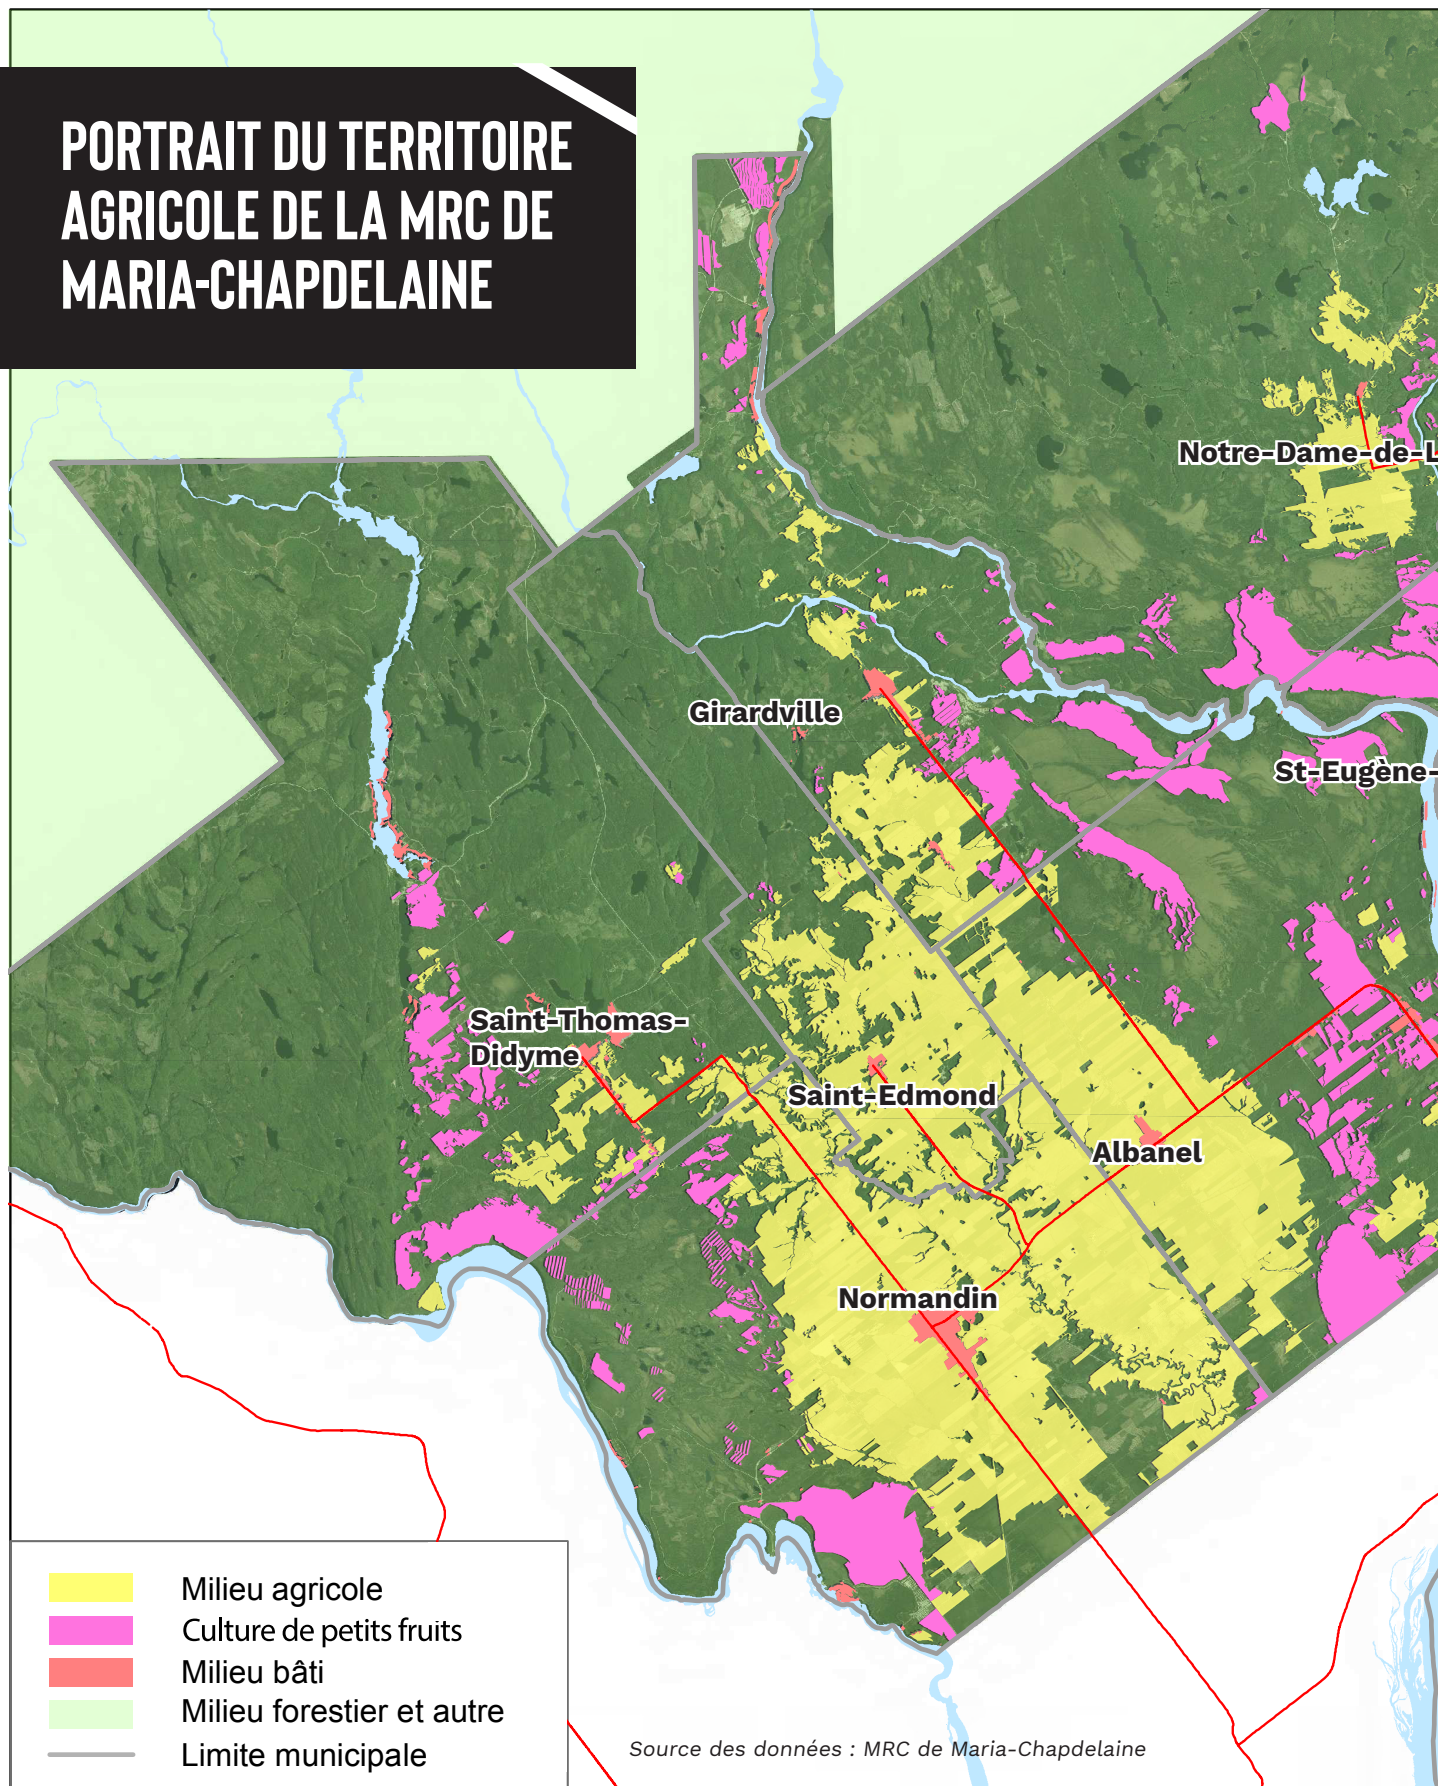 PORTRAIT DU TERRITOIRE
AGRICOLE DE LA MRC DE
MARIA-CHAPDELAINE
Notre-Dame-de-L
Girardville
St-Eugène-
Saint-Thomas-
Didyme
Saint-Edmond
Albanel
Normandin
Milieu agricole
Culture de petits fruits
Milieu bâti
Milieu forestier et autre
Limite municipale
Source des données : MRC de Maria-Chapdelaine